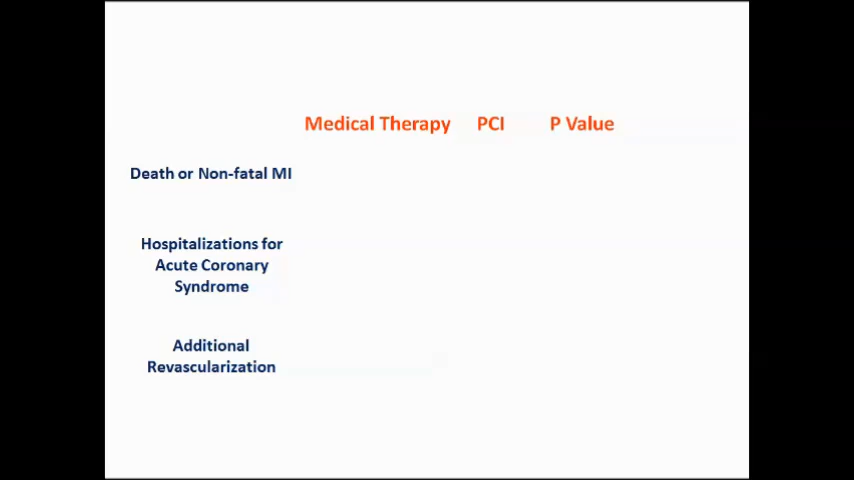 Medical Therapy PCI P Value
Death or Non-fatal MI
Hospitalizations for
Acute Coronary
Syndrome
Additional
Revascularization